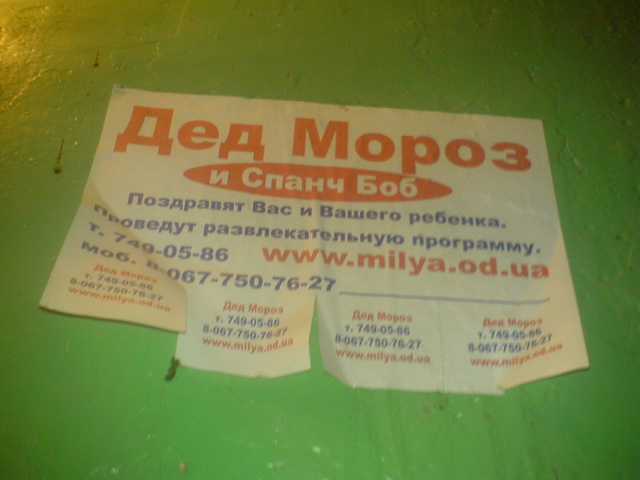 Дед Мороз
и Спанч Боб
Поздравят Вас и Вашего ребенка.
Проведут развлекательную программу.
т. 749-05-86 www.milya.od.ua
Моб. 8-067-750-76-27
Дед Мороз
т. 749-05-86
8-067-750-76-27
www.milya.od.ua
Дед Мороз
т. 749-05-86
8-067-750-76-27
www.milya.od.ua
Дед Мороз
т. 749-05-86
8-067-750-76-27
www.milya.od.ua
Дед Мороз
т. 749-05-86
8-067-750-76-27
www.milya.od.ua